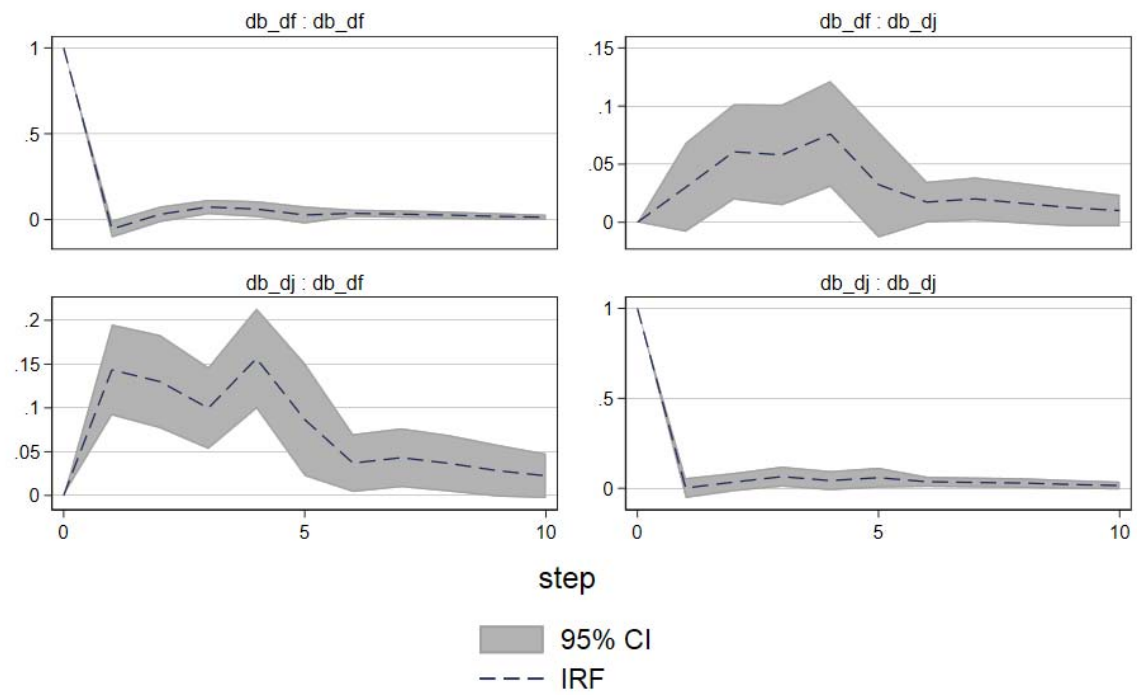 db_df : db_df
db_df : db_dj
1
.5
0
.15
.1
.05
0
db_dj : db_df
db_dj : db_dj
.2
.15
.1
.05
0
1
.5
0
0 5 10
0 5 10
step
95% CI
IRF